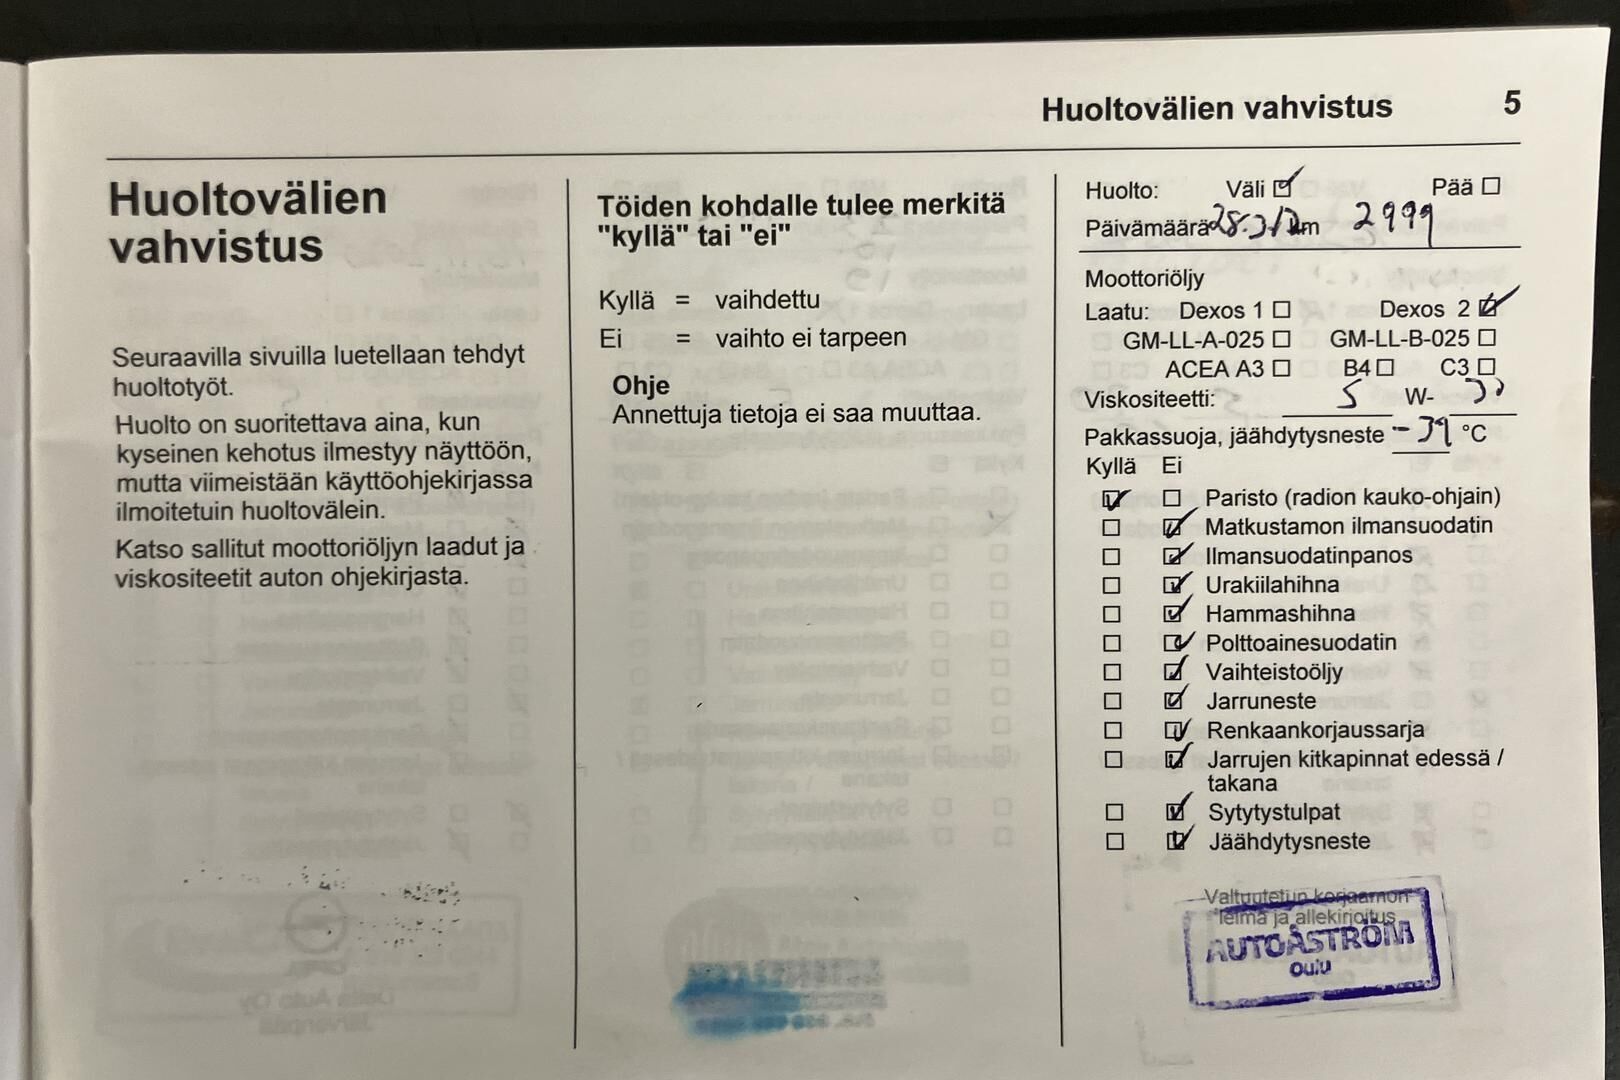 Huoltovälien vahvistus 5
Huoltovälien
vahvistus
Seuraavilla sivuilla luetellaan tehdyt
huoltotyöt.
Huolto on suoritettava aina, kun
kyseinen kehotus ilmestyy näyttöön,
mutta viimeistään käyttöohjekirjassa
ilmoitetuin huoltovälein.
Katso sallitut moottoriöljyn laadut ja
viskositeetit auton ohjekirjasta.
Töiden kohdalle tulee merkitä
"kyllä" tai "ei"
Kyllä = vaihdettu
Ei = vaihto ei tarpeen
Ohje
Annettuja tietoja ei saa muuttaa.
Huolto: Väli Pää
Päivämäärä 2999
Moottoriöljy
Laatu: Dexos 1 Dexos 2
GM-LL-A-025 GM-LL-B-025
ACEA A3 B4 C3
Viskositeetti: 5 W-
Pakkassuoja, jäähdytysneste -39 °C
Kyllä Ei
Paristo (radion kauko-ohjain)
Matkustamon ilmansuodatin
Ilmansuodatinpanos
Urakiilahihna
Hammashihna
Polttoainesuodatin
Vaihteistoöljy
Jarruneste
Renkaankorjaussarja
Jarrujen kitkapinnat edessä /
takana
Sytytystulpat
Jäähdytysneste
Valtuutetun korjaamon
leima ja allekirjoitus
AUTOÅSTRÖM
OULU